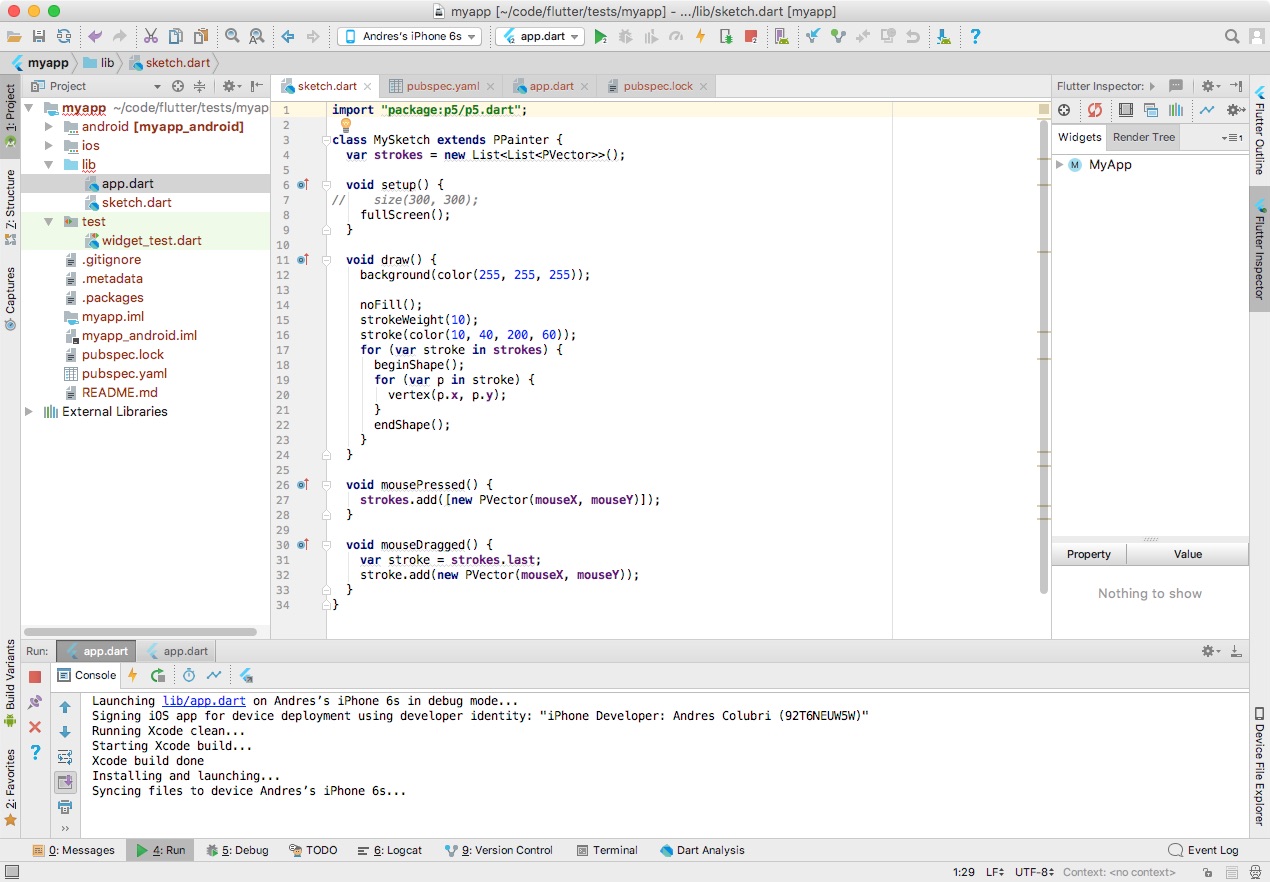 myapp [~/code/flutter/tests/myapp] - .../lib/sketch.dart [myapp]
Andres's iPhone 6s
app.dart
myapp lib sketch.dart
1: Project
Z: Structure
Captures
Build Variants
2: Favorites
Project
myapp ~/code/flutter/tests/myapp
android [myapp_android]
ios
lib
app.dart
sketch.dart
test
widget_test.dart
.gitignore
.metadata
.packages
myapp.iml
myapp_android.iml
pubspec.lock
pubspec.yaml
README.md
External Libraries
sketch.dart pubspec.yaml app.dart pubspec.lock
1 import "package:p5/p5.dart";
2
3 class MySketch extends PPainter {
4 var strokes = new List<List<PVector>>();
5
6 void setup() {
7 // size(300, 300);
8 fullScreen();
9 }
10
11 void draw() {
12 background(color(255, 255, 255));
13
14 noFill();
15 strokeWeight(10);
16 stroke(color(10, 40, 200, 60));
17 for (var stroke in strokes) {
18 beginShape();
19 for (var p in stroke) {
20 vertex(p.x, p.y);
21 }
22 endShape();
23 }
24 }
25
26 void mousePressed() {
27 strokes.add([new PVector(mouseX, mouseY)]);
28 }
29
30 void mouseDragged() {
31 var stroke = strokes.last;
32 stroke.add(new PVector(mouseX, mouseY));
33 }
34 }
Flutter Inspector:
Widgets Render Tree
MyApp
Property Value
Nothing to show
Flutter Outline
Flutter Inspector
Device File Explorer
Run: app.dart app.dart
Console
Launching lib/app.dart on Andres's iPhone 6s in debug mode...
Signing iOS app for device deployment using developer identity: "iPhone Developer: Andres Colubri (92T6NEUW5W)"
Running Xcode clean...
Starting Xcode build...
Xcode build done
Installing and launching...
Syncing files to device Andres's iPhone 6s...
0: Messages 4: Run 5: Debug TODO 6: Logcat 9: Version Control Terminal Dart Analysis Event Log
1:29 LF UTF-8 Context: <no context>